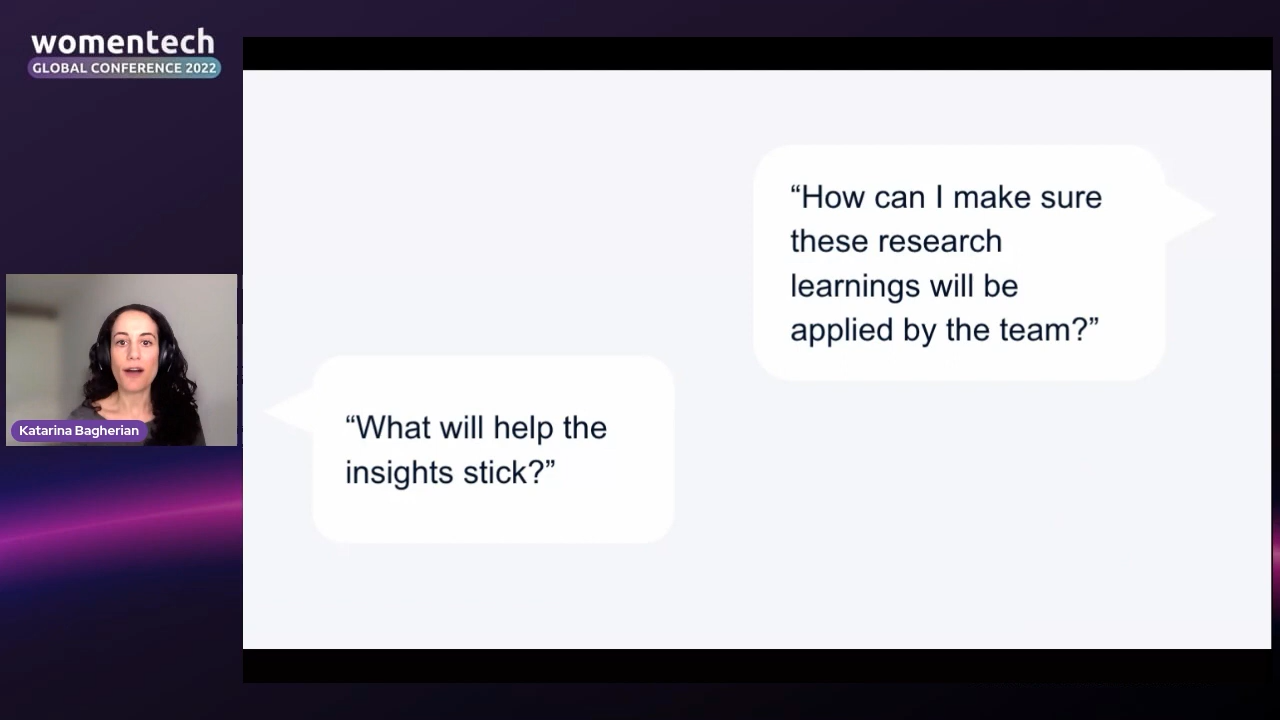 womentech
GLOBAL CONFERENCE 2022
“How can I make sure
these research
learnings will be
applied by the team?”
“What will help the
insights stick?”
Katarina Bagherian